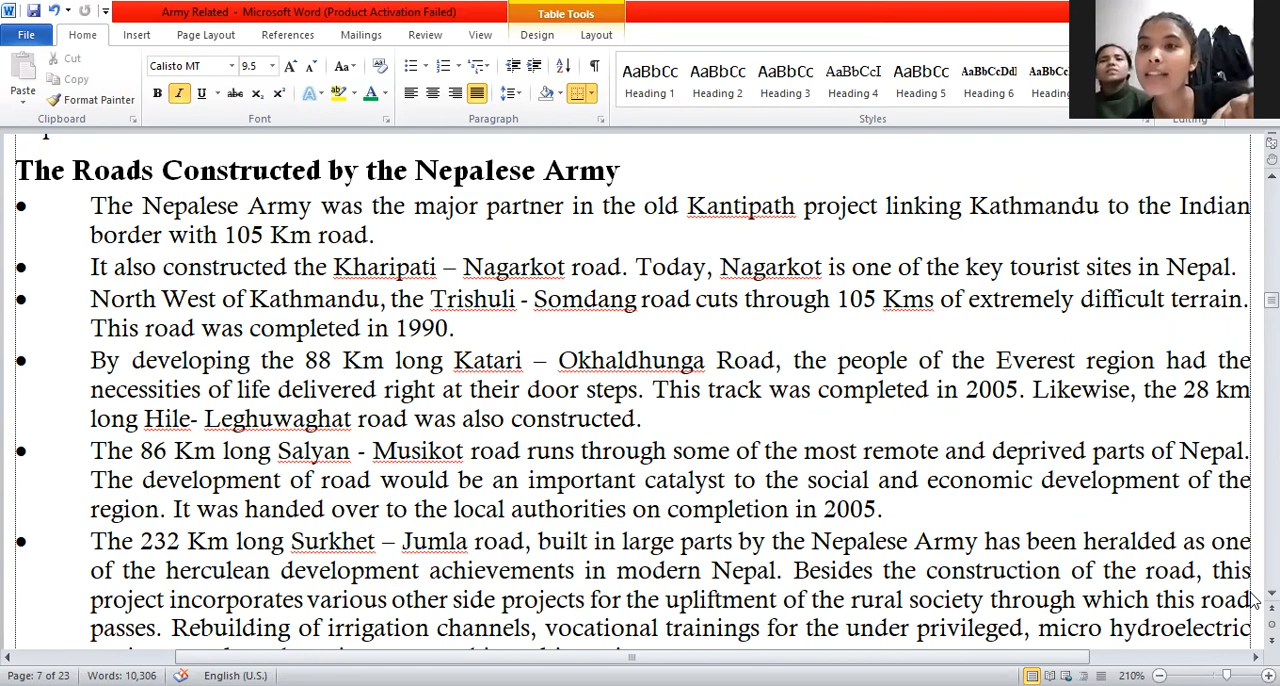 Army Related - Microsoft Word (Product Activation Failed)
Table Tools
File Home Insert Page Layout References Mailings Review View Design Layout
Paste
Cut
Copy
Format Painter
Clipboard
Calisto MT 9.5
Font
Paragraph
AaBbCc AaBbCc AaBbCc AaBbCcI AaBbCc AaBbCcDd AaBbCc
Heading 1 Heading 2 Heading 3 Heading 4 Heading 5 Heading 6 Heading
Styles
Editing
The Roads Constructed by the Nepalese Army
● The Nepalese Army was the major partner in the old Kantipath project linking Kathmandu to the Indian
border with 105 Km road.
● It also constructed the Kharipati – Nagarkot road. Today, Nagarkot is one of the key tourist sites in Nepal.
● North West of Kathmandu, the Trishuli - Somdang road cuts through 105 Kms of extremely difficult terrain.
This road was completed in 1990.
● By developing the 88 Km long Katari – Okhaldhunga Road, the people of the Everest region had the
necessities of life delivered right at their door steps. This track was completed in 2005. Likewise, the 28 km
long Hile- Leghuwaghat road was also constructed.
● The 86 Km long Salyan - Musikot road runs through some of the most remote and deprived parts of Nepal.
The development of road would be an important catalyst to the social and economic development of the
region. It was handed over to the local authorities on completion in 2005.
● The 232 Km long Surkhet – Jumla road, built in large parts by the Nepalese Army has been heralded as one
of the herculean development achievements in modern Nepal. Besides the construction of the road, this
project incorporates various other side projects for the upliftment of the rural society through which this road
passes. Rebuilding of irrigation channels, vocational trainings for the under privileged, micro hydroelectric
Page: 7 of 23 Words: 10,306 English (U.S.) 210%